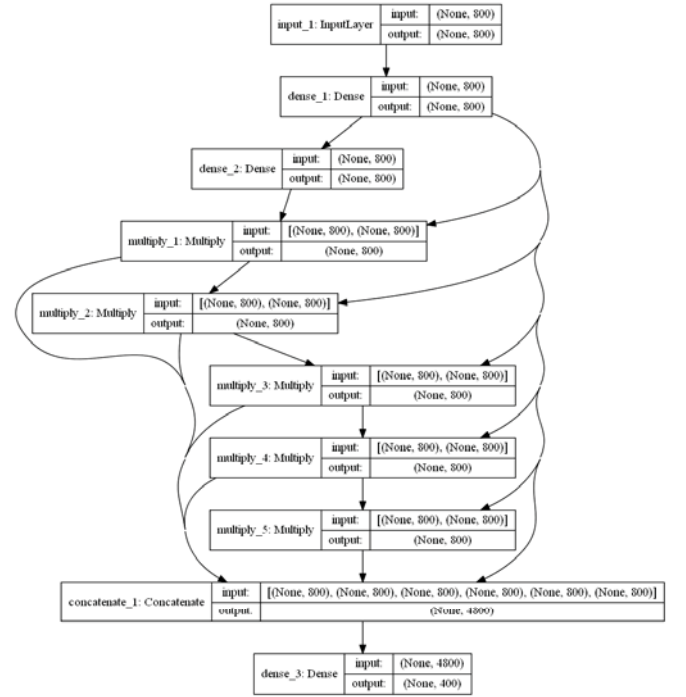 input_1: InputLayer
input: (None, 800)
output: (None, 800)
dense_1: Dense
input: (None, 800)
output: (None, 800)
dense_2: Dense
input: (None, 800)
output: (None, 800)
multiply_1: Multiply
input: [(None, 800), (None, 800)]
output: (None, 800)
multiply_2: Multiply
input: [(None, 800), (None, 800)]
output: (None, 800)
multiply_3: Multiply
input: [(None, 800), (None, 800)]
output: (None, 800)
multiply_4: Multiply
input: [(None, 800), (None, 800)]
output: (None, 800)
multiply_5: Multiply
input: [(None, 800), (None, 800)]
output: (None, 800)
concatenate_1: Concatenate
input: [(None, 800), (None, 800), (None, 800), (None, 800), (None, 800), (None, 800)]
output: (None, 4800)
dense_3: Dense
input: (None, 4800)
output: (None, 400)